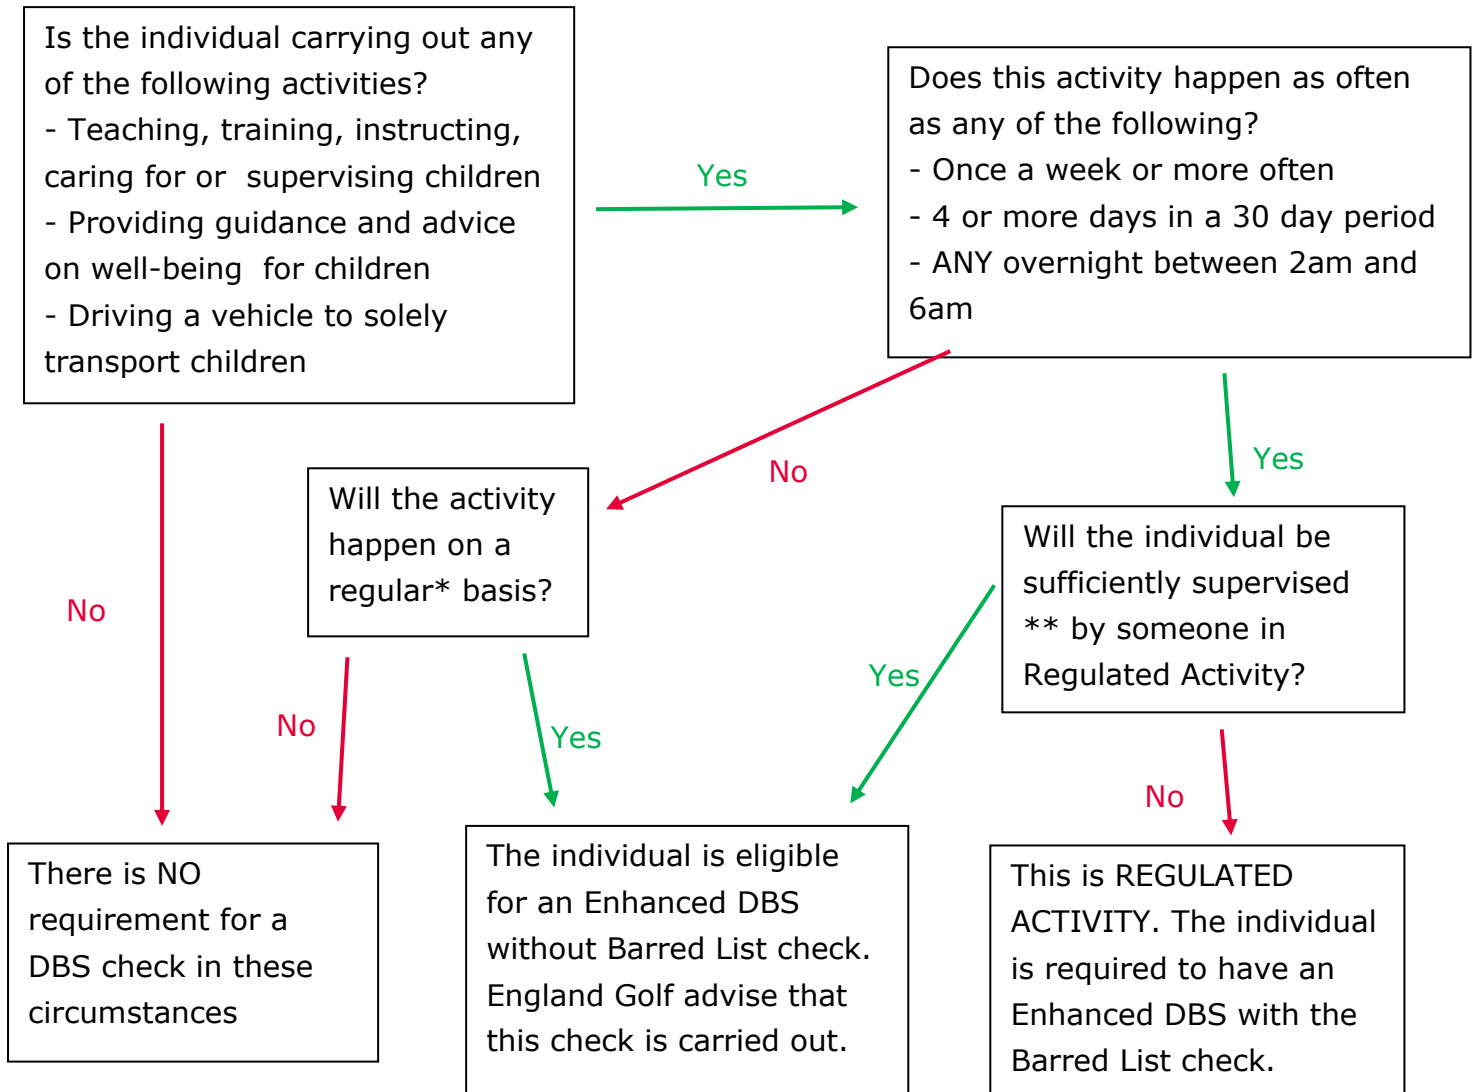 Is the individual carrying out any
of the following activities?
- Teaching, training, instructing,
caring for or  supervising children
- Providing guidance and advice
on well-being  for children
- Driving a vehicle to solely
transport children
Yes
Does this activity happen as often
as any of the following?
- Once a week or more often
- 4 or more days in a 30 day period
- ANY overnight between 2am and
6am
No
No
Yes
Will the activity
happen on a
regular* basis?
Will the individual be
sufficiently supervised
** by someone in
Regulated Activity?
No
Yes
Yes
No
There is NO
requirement for a
DBS check in these
circumstances
The individual is eligible
for an Enhanced DBS
without Barred List check.
England Golf advise that
this check is carried out.
This is REGULATED
ACTIVITY. The individual
is required to have an
Enhanced DBS with the
Barred List check.